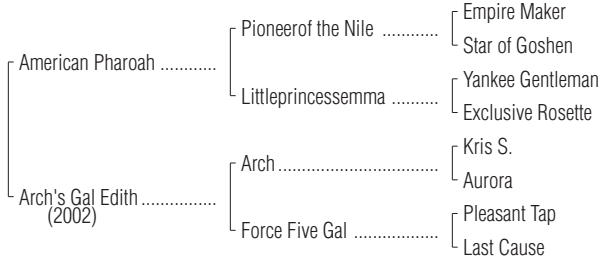 Empire Maker
Pioneerof the Nile ............
Star of Goshen
American Pharoah ............
Yankee Gentleman
Littleprincessemma ..........
Exclusive Rosette
Kris S.
Arch ..................................
Aurora
Arch's Gal Edith ................
(2002)
Pleasant Tap
Force Five Gal ..................
Last Cause